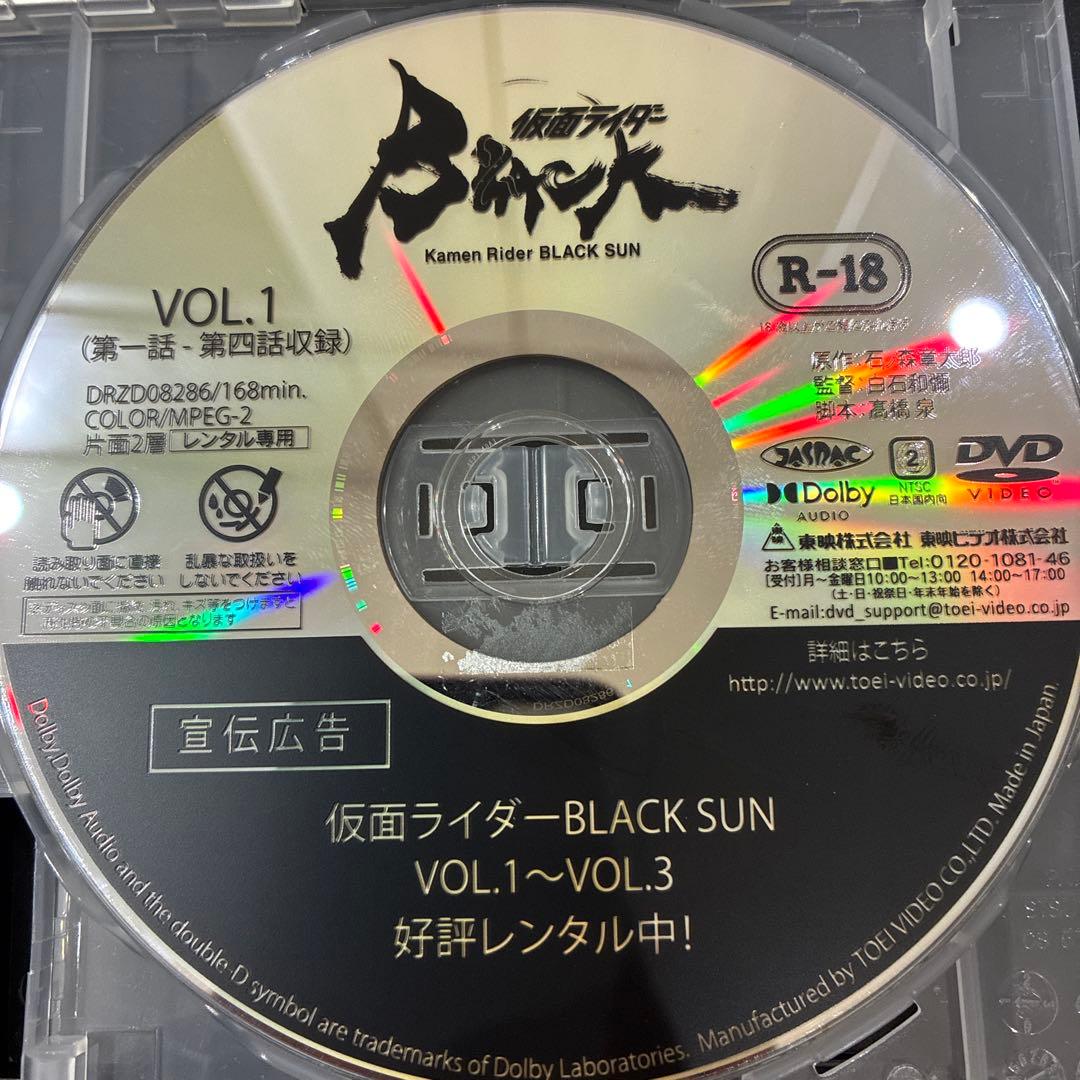 仮面ライダー
BLACK
Kamen Rider BLACK SUN
VOL.1
(第一話 - 第四話収録)
DRZD08286/168min.
COLOR/MPEG-2
片面2層 レンタル専用
読み取り面に直接
触れないでください
乱暴な取扱いを
しないでください
R-18
原作：石ノ森章太郎
監督：白石和彌
脚本：髙橋 泉
JASRAC
2
NTSC
日本国内向
DVD
VIDEO
Dolby
AUDIO
東映
東映株式会社 東映ビデオ株式会社
お客様相談窓口■Tel:0120-1081-46
[受付]月～金曜日10:00～13:00 14:00～17:00
(土・日・祝祭日・年末年始を除く)
E-mail:dvd_support@toei-video.co.jp
詳細はこちら
http://www.toei-video.co.jp/
宣伝広告
仮面ライダーBLACK SUN
VOL.1～VOL.3
好評レンタル中!
Dolby,Dolby Audio and the double-D symbol are trademarks of Dolby Laboratories. Manufactured by TOEI VIDEO CO.,LTD. Made in Japan.
DRZD08286